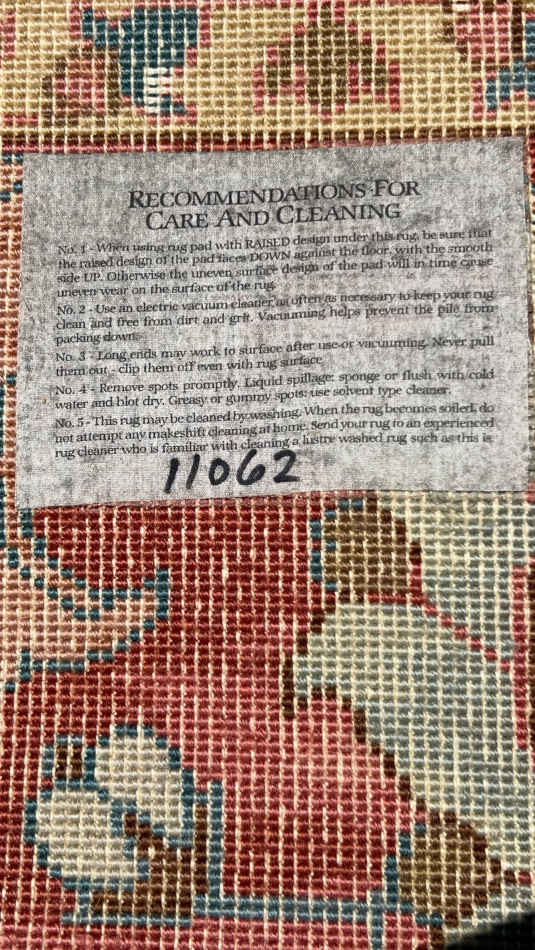 RECOMMENDATIONS FOR
CARE AND CLEANING
No. 1 - When using rug pad with RAISED design under this rug, be sure that
the raised design of the pad faces DOWN against the floor, with the smooth
side UP. Otherwise the uneven surface design of the pad will in time cause
uneven wear on the surface of the rug.
No. 2 - Use an electric vacuum cleaner as often as necessary to keep your rug
clean and free from dirt and grit. Vacuuming helps prevent the pile from
packing down.
No. 3 - Long ends may work to surface after use or vacuuming. Never pull
them out - clip them off even with rug surface.
No. 4 - Remove spots promptly. Liquid spillage: sponge or flush with cold
water and blot dry. Greasy or gummy spots: use solvent type cleaner.
No. 5 - This rug may be cleaned by washing. When the rug becomes soiled, do
not attempt any makeshift cleaning at home. Send your rug to an experienced
rug cleaner who is familiar with cleaning a lustre washed rug such as this is.
11062